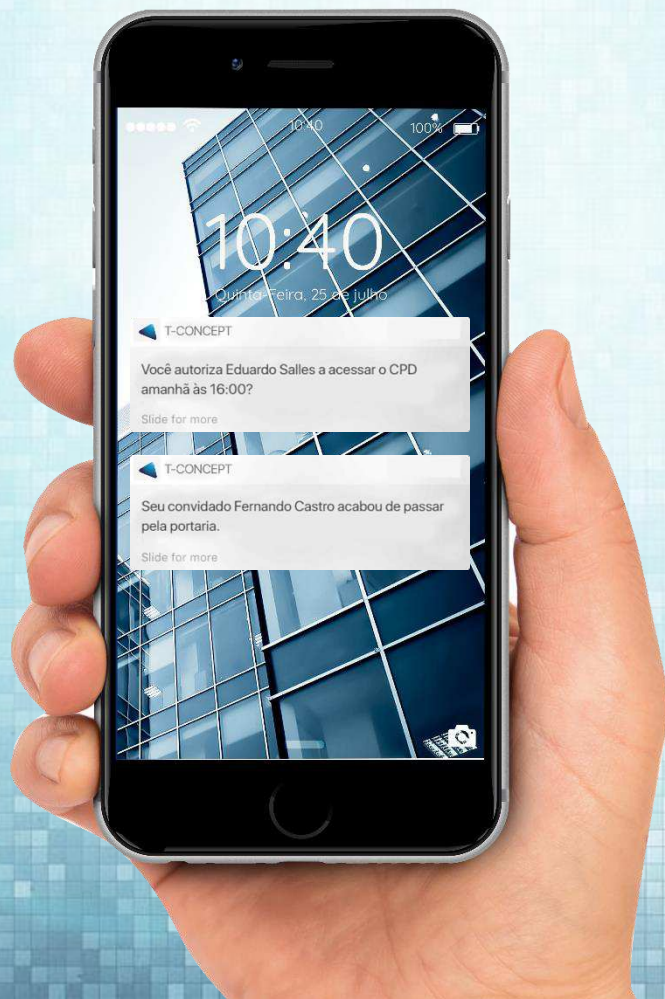 10:40
100%
10:40
Quinta-Feira, 25 de julho
T-CONCEPT
Você autoriza Eduardo Salles a acessar o CPD
amanhã às 16:00?
Slide for more
T-CONCEPT
Seu convidado Fernando Castro acabou de passar
pela portaria.
Slide for more